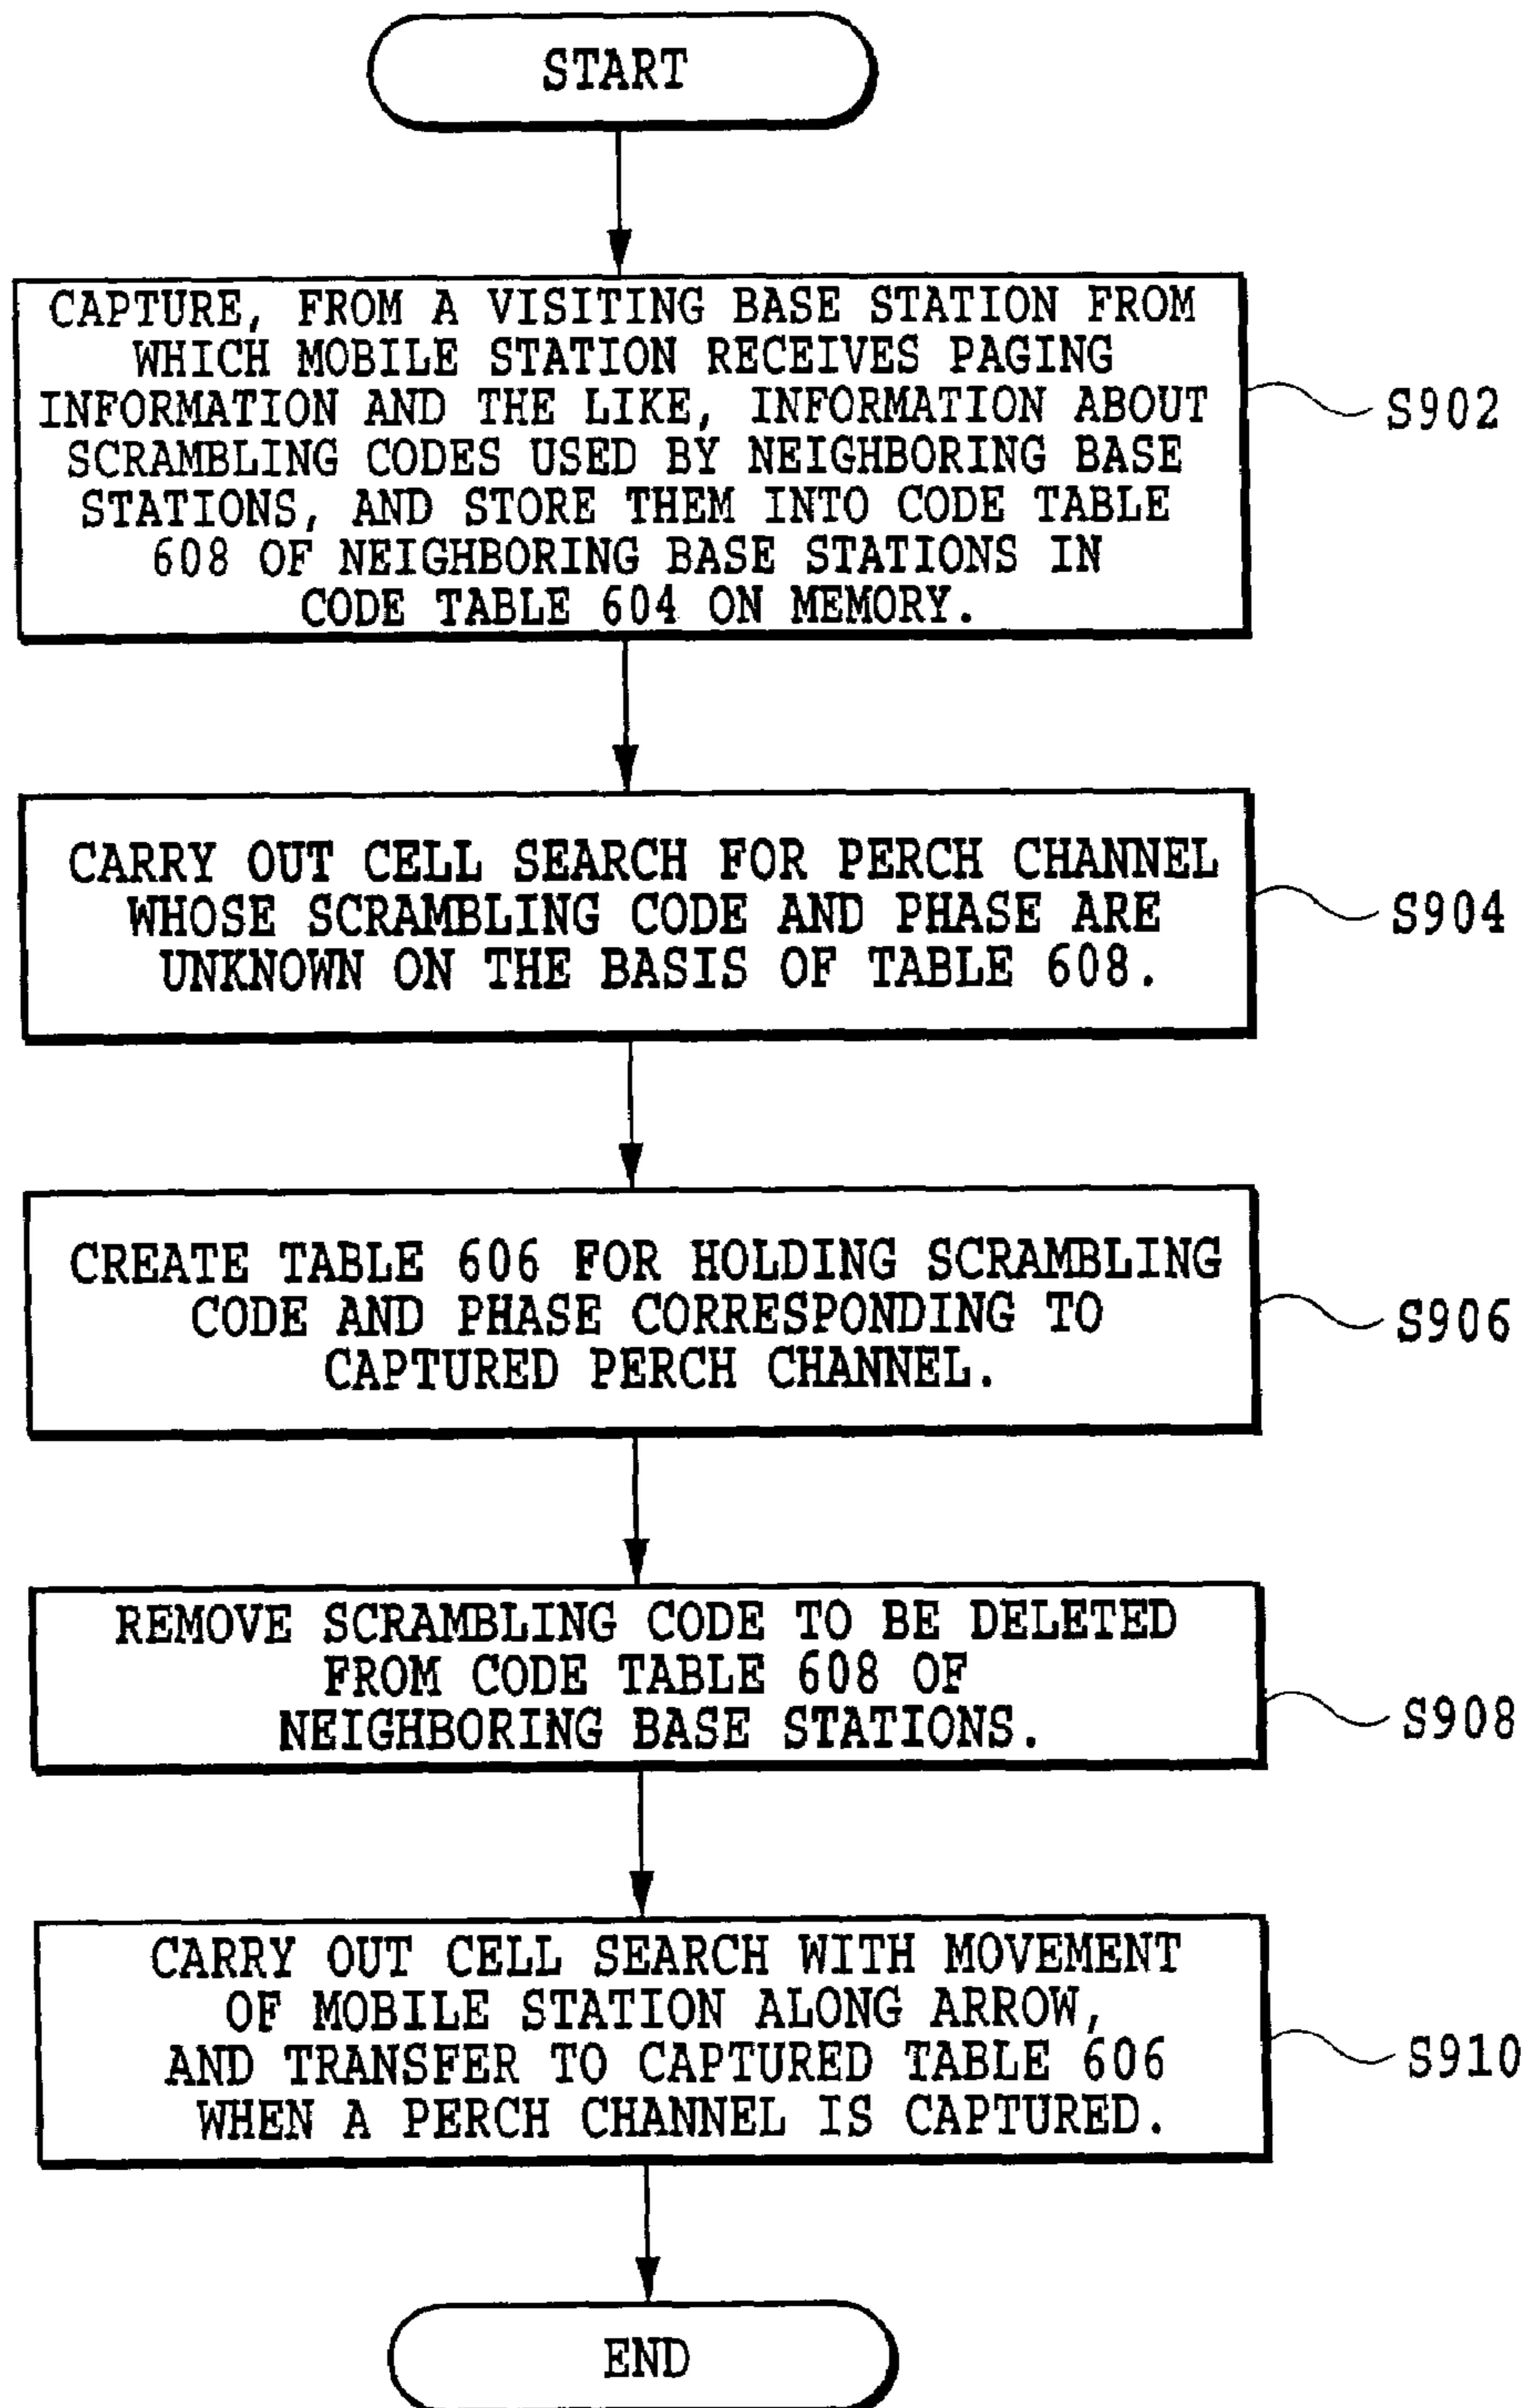 START
CAPTURE, FROM A VISITING BASE STATION FROM
WHICH MOBILE STATION RECEIVES PAGING
INFORMATION AND THE LIKE, INFORMATION ABOUT
SCRAMBLING CODES USED BY NEIGHBORING BASE
STATIONS, AND STORE THEM INTO CODE TABLE
608 OF NEIGHBORING BASE STATIONS IN
CODE TABLE 604 ON MEMORY.
S902
CARRY OUT CELL SEARCH FOR PERCH CHANNEL
WHOSE SCRAMBLING CODE AND PHASE ARE
UNKNOWN ON THE BASIS OF TABLE 608.
S904
CREATE TABLE 606 FOR HOLDING SCRAMBLING
CODE AND PHASE CORRESPONDING TO
CAPTURED PERCH CHANNEL.
S906
REMOVE SCRAMBLING CODE TO BE DELETED
FROM CODE TABLE 608 OF
NEIGHBORING BASE STATIONS.
S908
CARRY OUT CELL SEARCH WITH MOVEMENT
OF MOBILE STATION ALONG ARROW,
AND TRANSFER TO CAPTURED TABLE 606
WHEN A PERCH CHANNEL IS CAPTURED.
S910
END